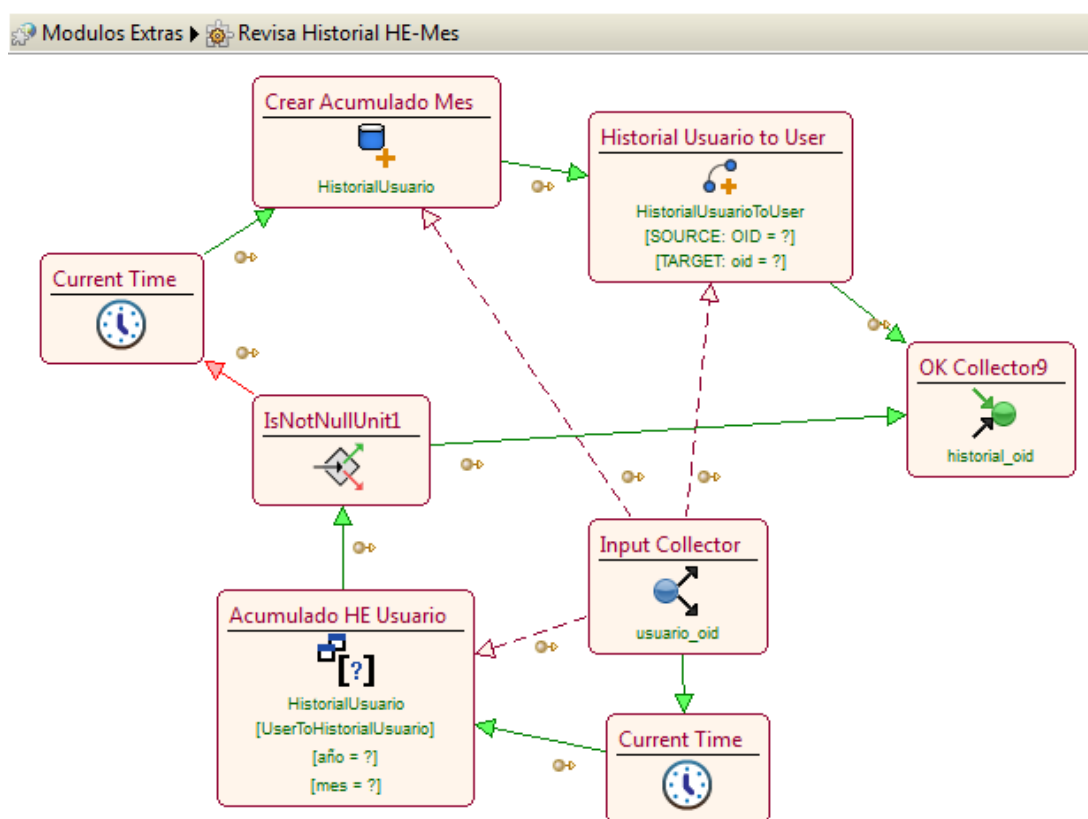 Modulos Extras Revisa Historial HE-Mes
Crear Acumulado Mes
HistorialUsuario
Historial Usuario to User
HistorialUsuarioToUser
[SOURCE: OID = ?]
[TARGET: oid = ?]
Current Time
OK Collector9
historial_oid
IsNotNullUnit1
Input Collector
usuario_oid
Acumulado HE Usuario
[?]
HistorialUsuario
[UserToHistorialUsuario]
[año = ?]
[mes = ?]
Current Time